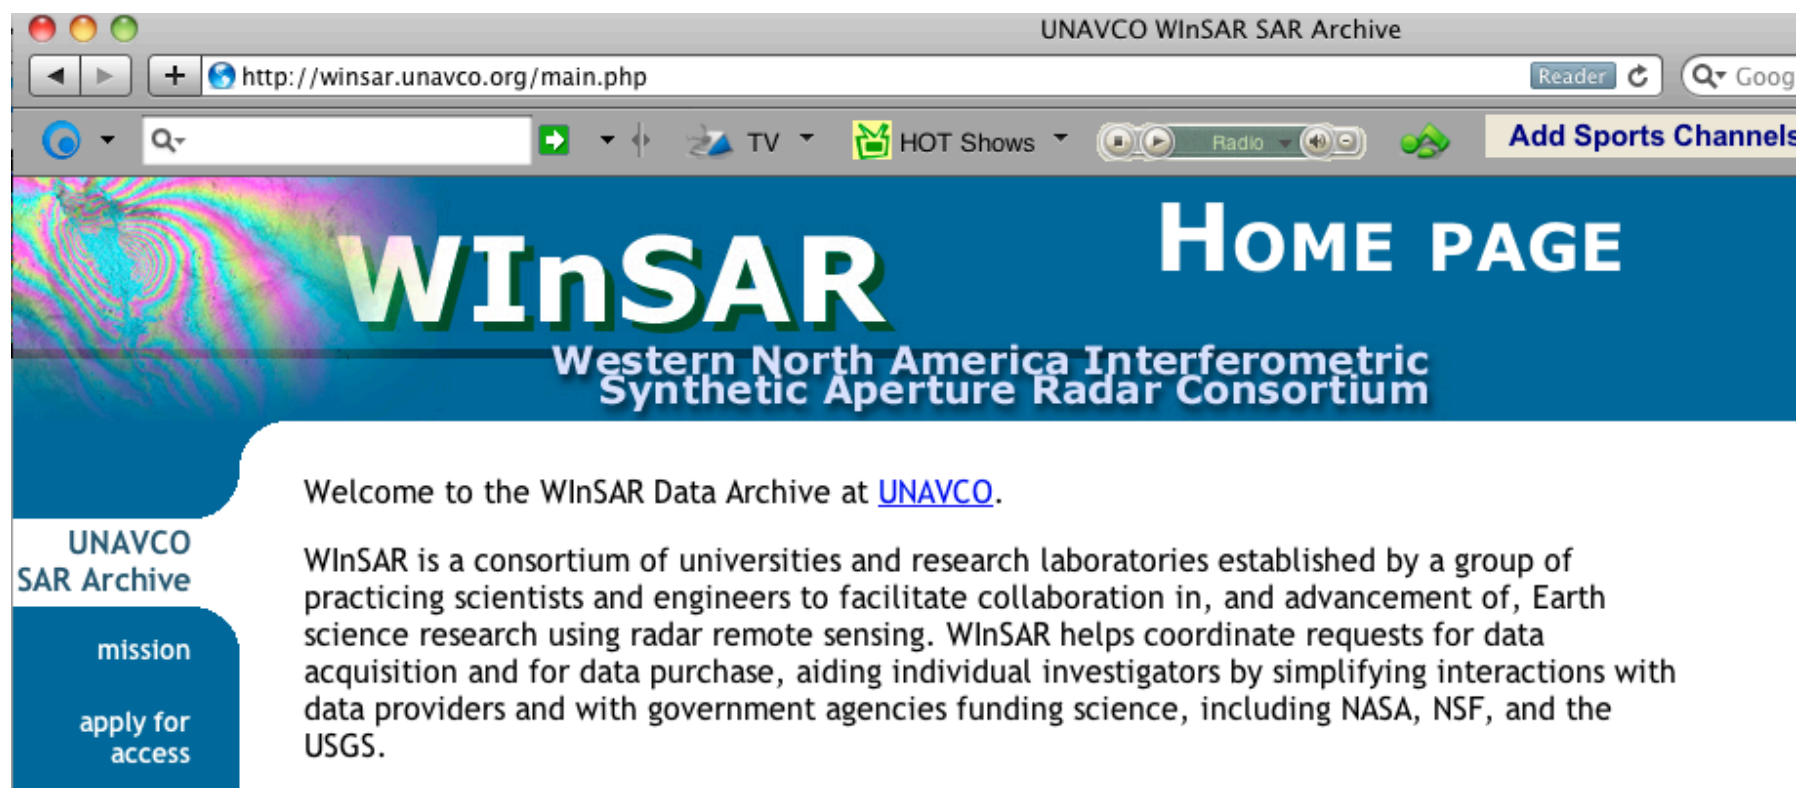 UNAVCO WInSAR SAR Archive
http://winsar.unavco.org/main.php
Reader
Goog
TV
HOT Shows
Radio
Add Sports Channels
WInSAR
HOME PAGE
Western North America Interferometric
Synthetic Aperture Radar Consortium
Welcome to the WInSAR Data Archive at UNAVCO.
UNAVCO
SAR Archive
mission
apply for
access
WInSAR is a consortium of universities and research laboratories established by a group of
practicing scientists and engineers to facilitate collaboration in, and advancement of, Earth
science research using radar remote sensing. WInSAR helps coordinate requests for data
acquisition and for data purchase, aiding individual investigators by simplifying interactions with
data providers and with government agencies funding science, including NASA, NSF, and the
USGS.